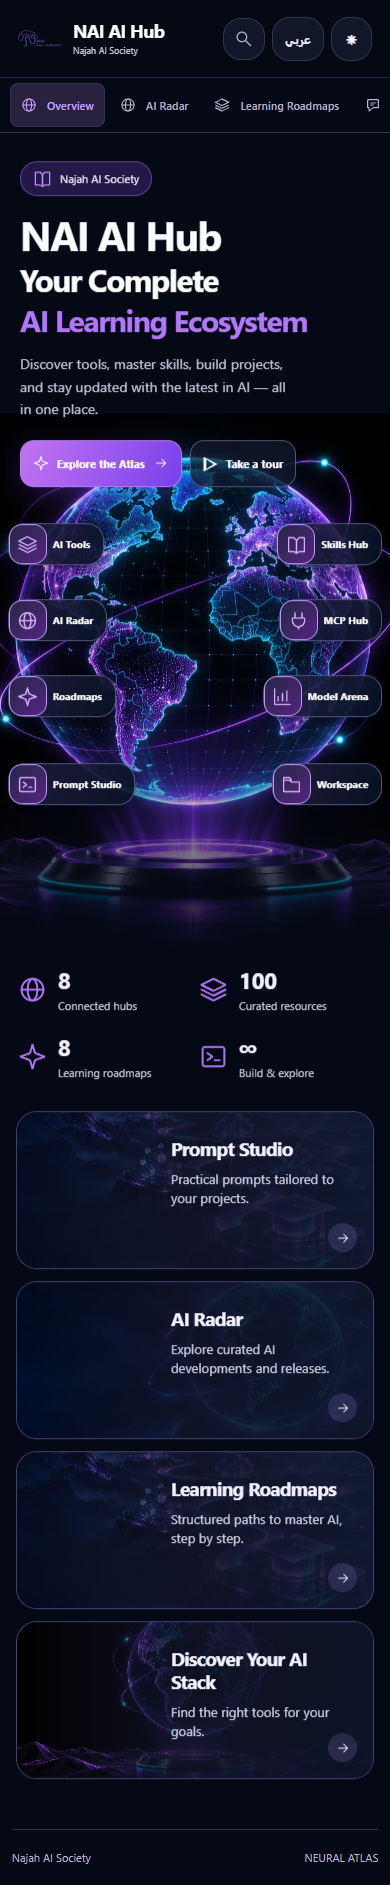 NAI AI Hub
Najah AI Society
عربي
Overview
AI Radar
Learning Roadmaps
Najah AI Society
NAI AI Hub
Your Complete
AI Learning Ecosystem
Discover tools, master skills, build projects,
and stay updated with the latest in AI — all
in one place.
Explore the Atlas
Take a tour
AI Tools
Skills Hub
AI Radar
MCP Hub
Roadmaps
Model Arena
Prompt Studio
Workspace
8
Connected hubs
100
Curated resources
8
Learning roadmaps
∞
Build & explore
Prompt Studio
Practical prompts tailored to
your projects.
AI Radar
Explore curated AI
developments and releases.
Learning Roadmaps
Structured paths to master AI,
step by step.
Discover Your AI
Stack
Find the right tools for your
goals.
Najah AI Society
NEURAL ATLAS